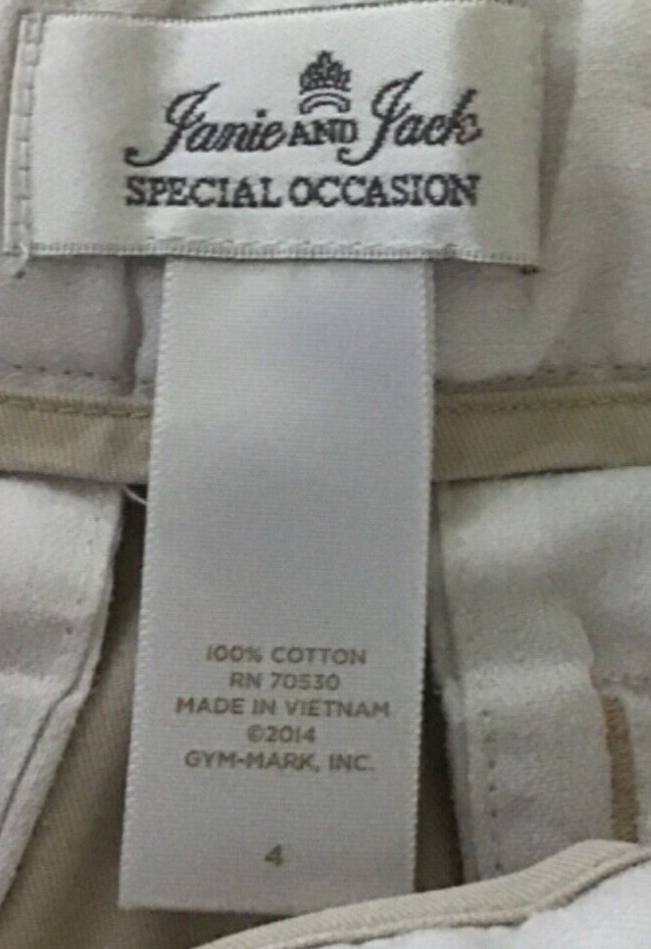 Janie AND Jack
SPECIAL OCCASION
100% COTTON
RN 70530
MADE IN VIETNAM
©2014
GYM-MARK, INC.
4